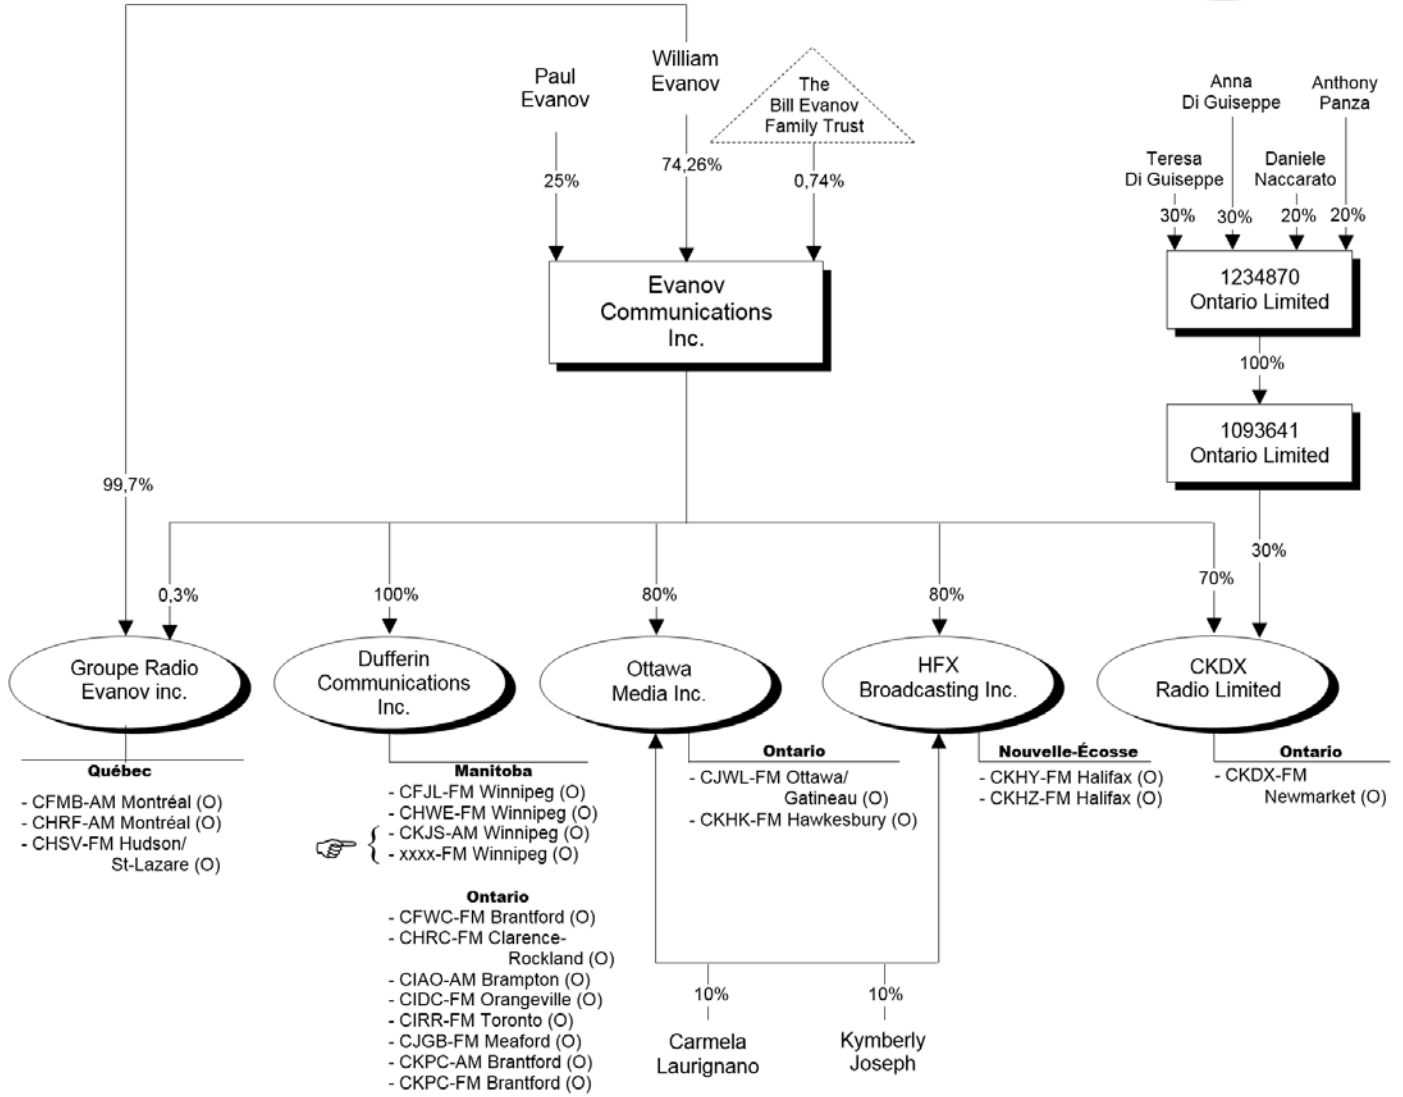 William
Evanov
Paul
Evanov
The
Bill Evanov
Family Trust
Anna
Di Guiseppe
Anthony
Panza
Teresa
Di Guiseppe
Daniele
Naccarato
25%
74,26%
0,74%
30%
30%
20%
20%
Evanov
Communications
Inc.
1234870
Ontario Limited
100%
1093641
Ontario Limited
99,7%
0,3%
100%
80%
80%
70%
30%
Groupe Radio
Evanov inc.
Dufferin
Communications
Inc.
Ottawa
Media Inc.
HFX
Broadcasting Inc.
CKDX
Radio Limited
Québec
- CFMB-AM Montréal (O)
- CHRF-AM Montréal (O)
- CHSV-FM Hudson/
St-Lazare (O)
Manitoba
- CFJL-FM Winnipeg (O)
- CHWE-FM Winnipeg (O)
- CKJS-AM Winnipeg (O)
- xxxx-FM Winnipeg (O)
Ontario
- CFWC-FM Brantford (O)
- CHRC-FM Clarence-
Rockland (O)
- CIAO-AM Brampton (O)
- CIDC-FM Orangeville (O)
- CIRR-FM Toronto (O)
- CJGB-FM Meaford (O)
- CKPC-AM Brantford (O)
- CKPC-FM Brantford (O)
Ontario
- CJWL-FM Ottawa/
Gatineau (O)
- CKHK-FM Hawkesbury (O)
Nouvelle-Écosse
- CKHY-FM Halifax (O)
- CKHZ-FM Halifax (O)
Ontario
- CKDX-FM
Newmarket (O)
10%
10%
Carmela
Laurignano
Kymberly
Joseph